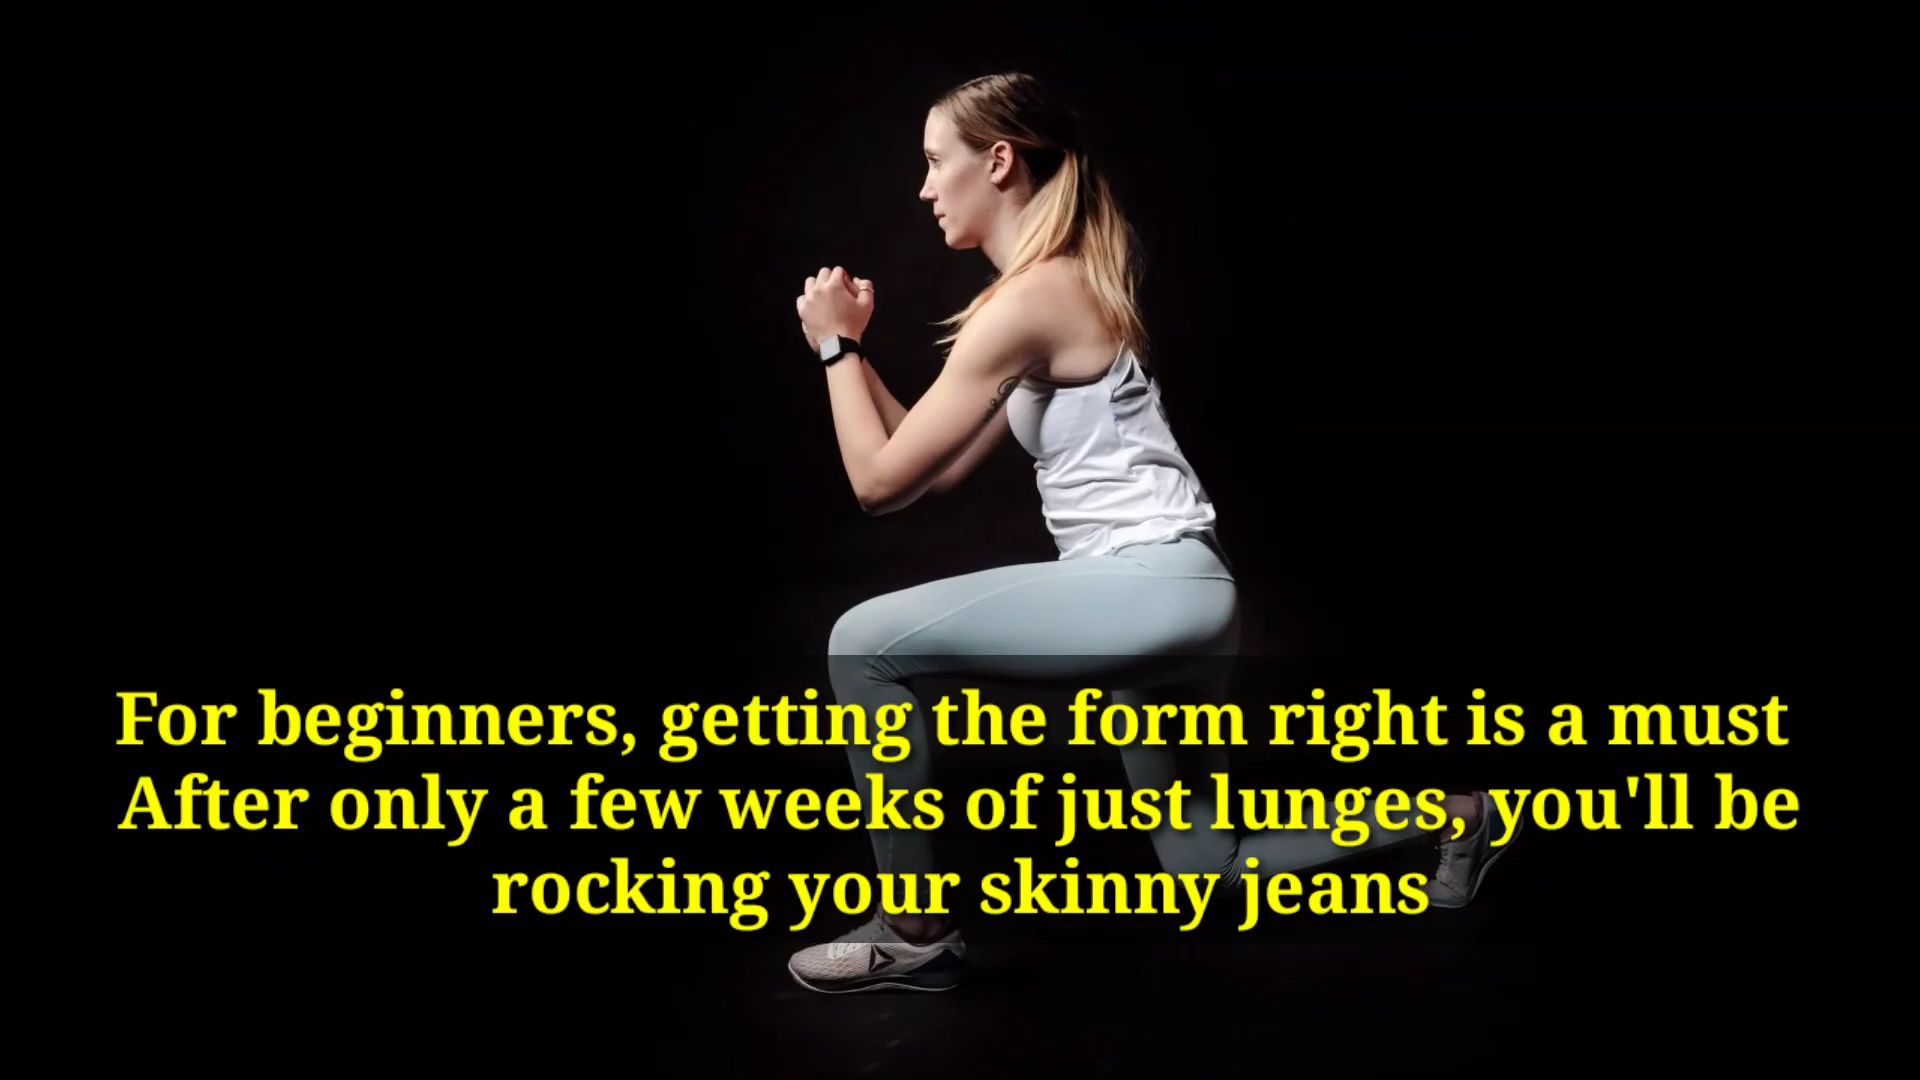 For beginners, getting the form right is a must
After only a few weeks of just lunges, you'll be
rocking your skinny jeans